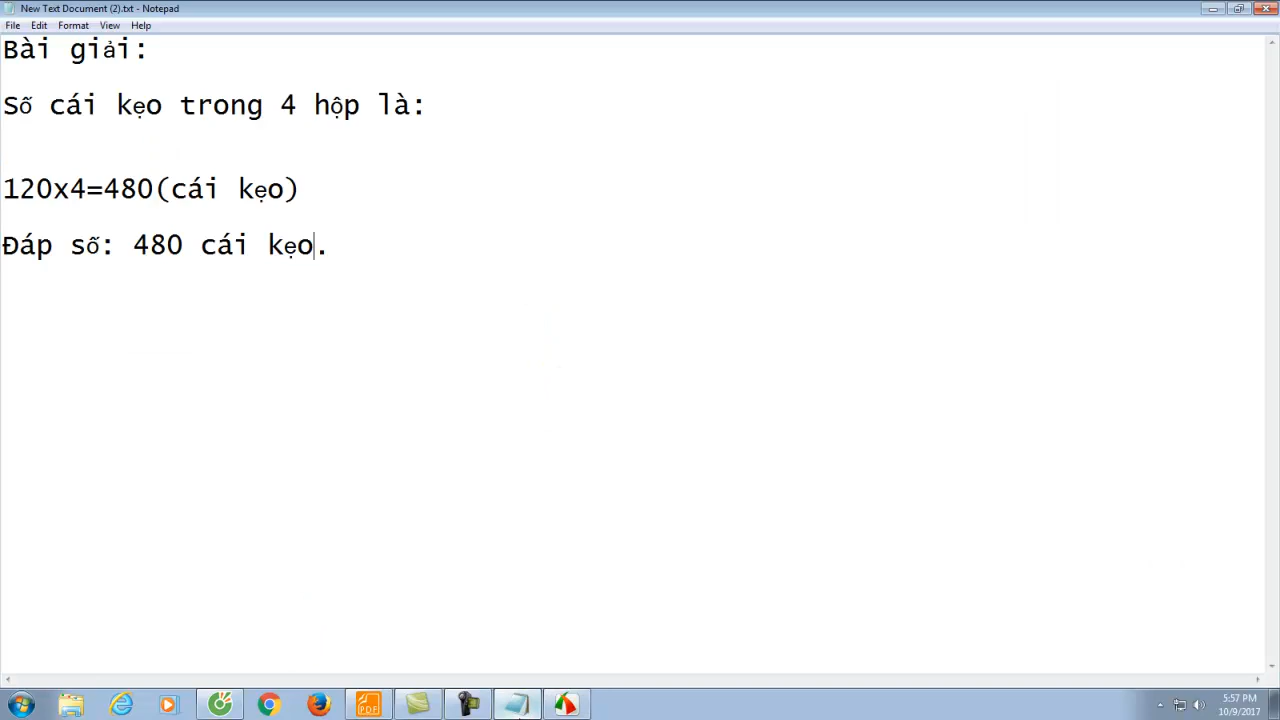 New Text Document (2).txt - Notepad
File Edit Format View Help
Bài giải:
Số cái kẹo trong 4 hộp là:
120x4=480(cái kẹo)
Đáp số: 480 cái kẹo.
PDF
5:57 PM
10/9/2017